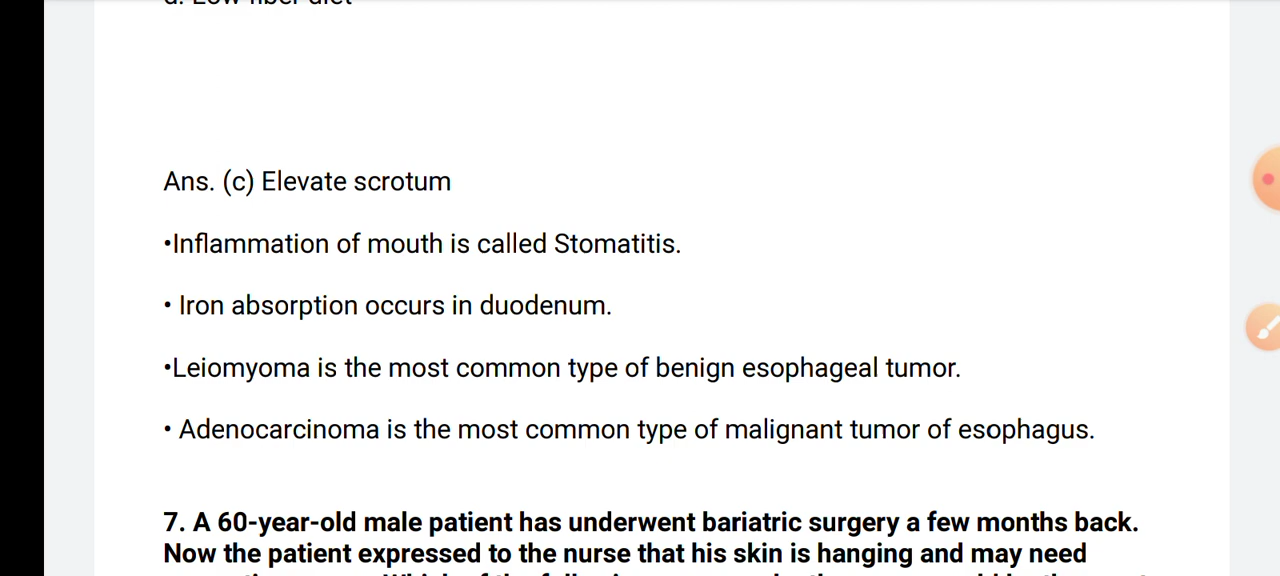 d. Low fiber diet
Ans. (c) Elevate scrotum
•Inflammation of mouth is called Stomatitis.
• Iron absorption occurs in duodenum.
•Leiomyoma is the most common type of benign esophageal tumor.
• Adenocarcinoma is the most common type of malignant tumor of esophagus.
7. A 60-year-old male patient has underwent bariatric surgery a few months back.
Now the patient expressed to the nurse that his skin is hanging and may need